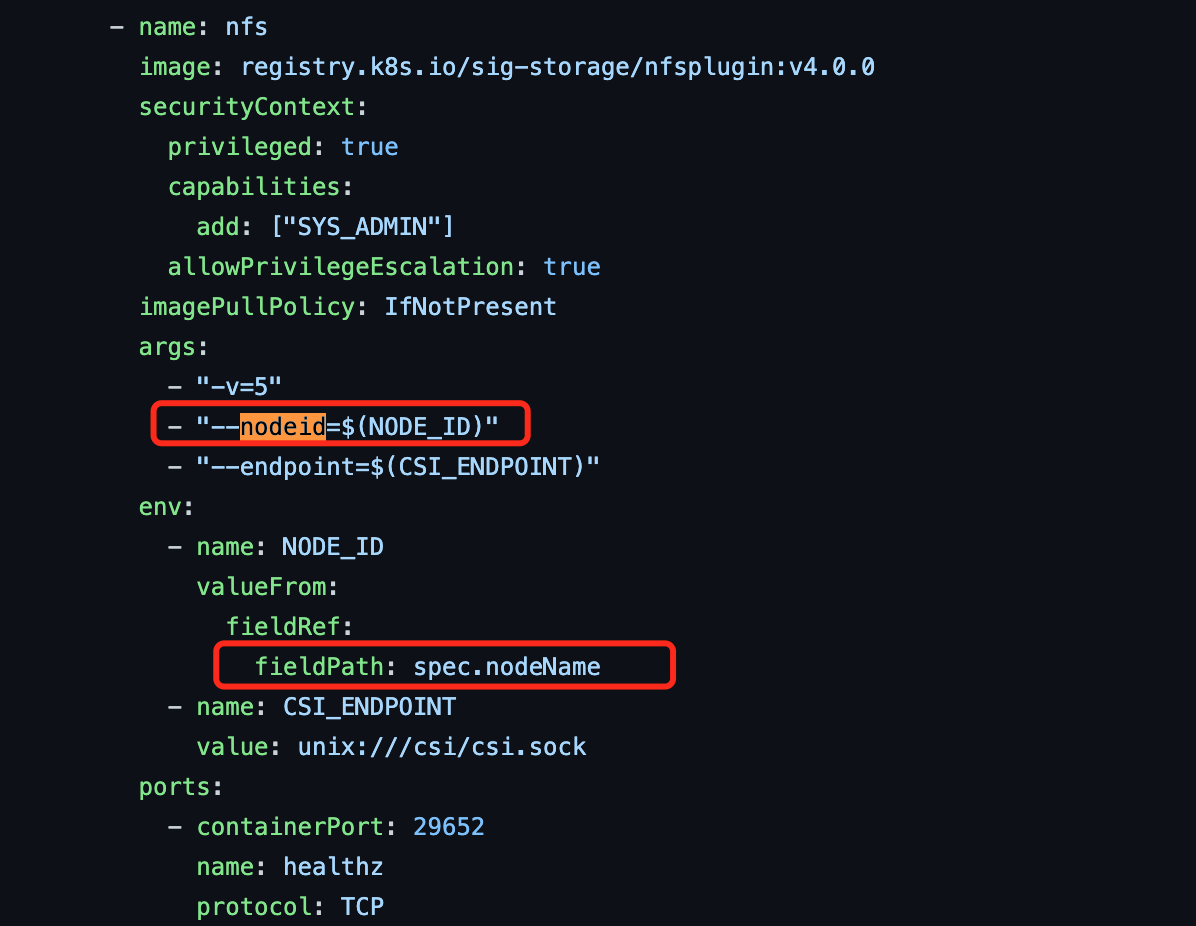 - name: nfs
image: registry.k8s.io/sig-storage/nfsplugin:v4.0.0
securityContext:
privileged: true
capabilities:
add: ["SYS_ADMIN"]
allowPrivilegeEscalation: true
imagePullPolicy: IfNotPresent
args:
- "-v=5"
- "--nodeid=$(NODE_ID)"
- "--endpoint=$(CSI_ENDPOINT)"
env:
- name: NODE_ID
valueFrom:
fieldRef:
fieldPath: spec.nodeName
- name: CSI_ENDPOINT
value: unix:///csi/csi.sock
ports:
- containerPort: 29652
name: healthz
protocol: TCP